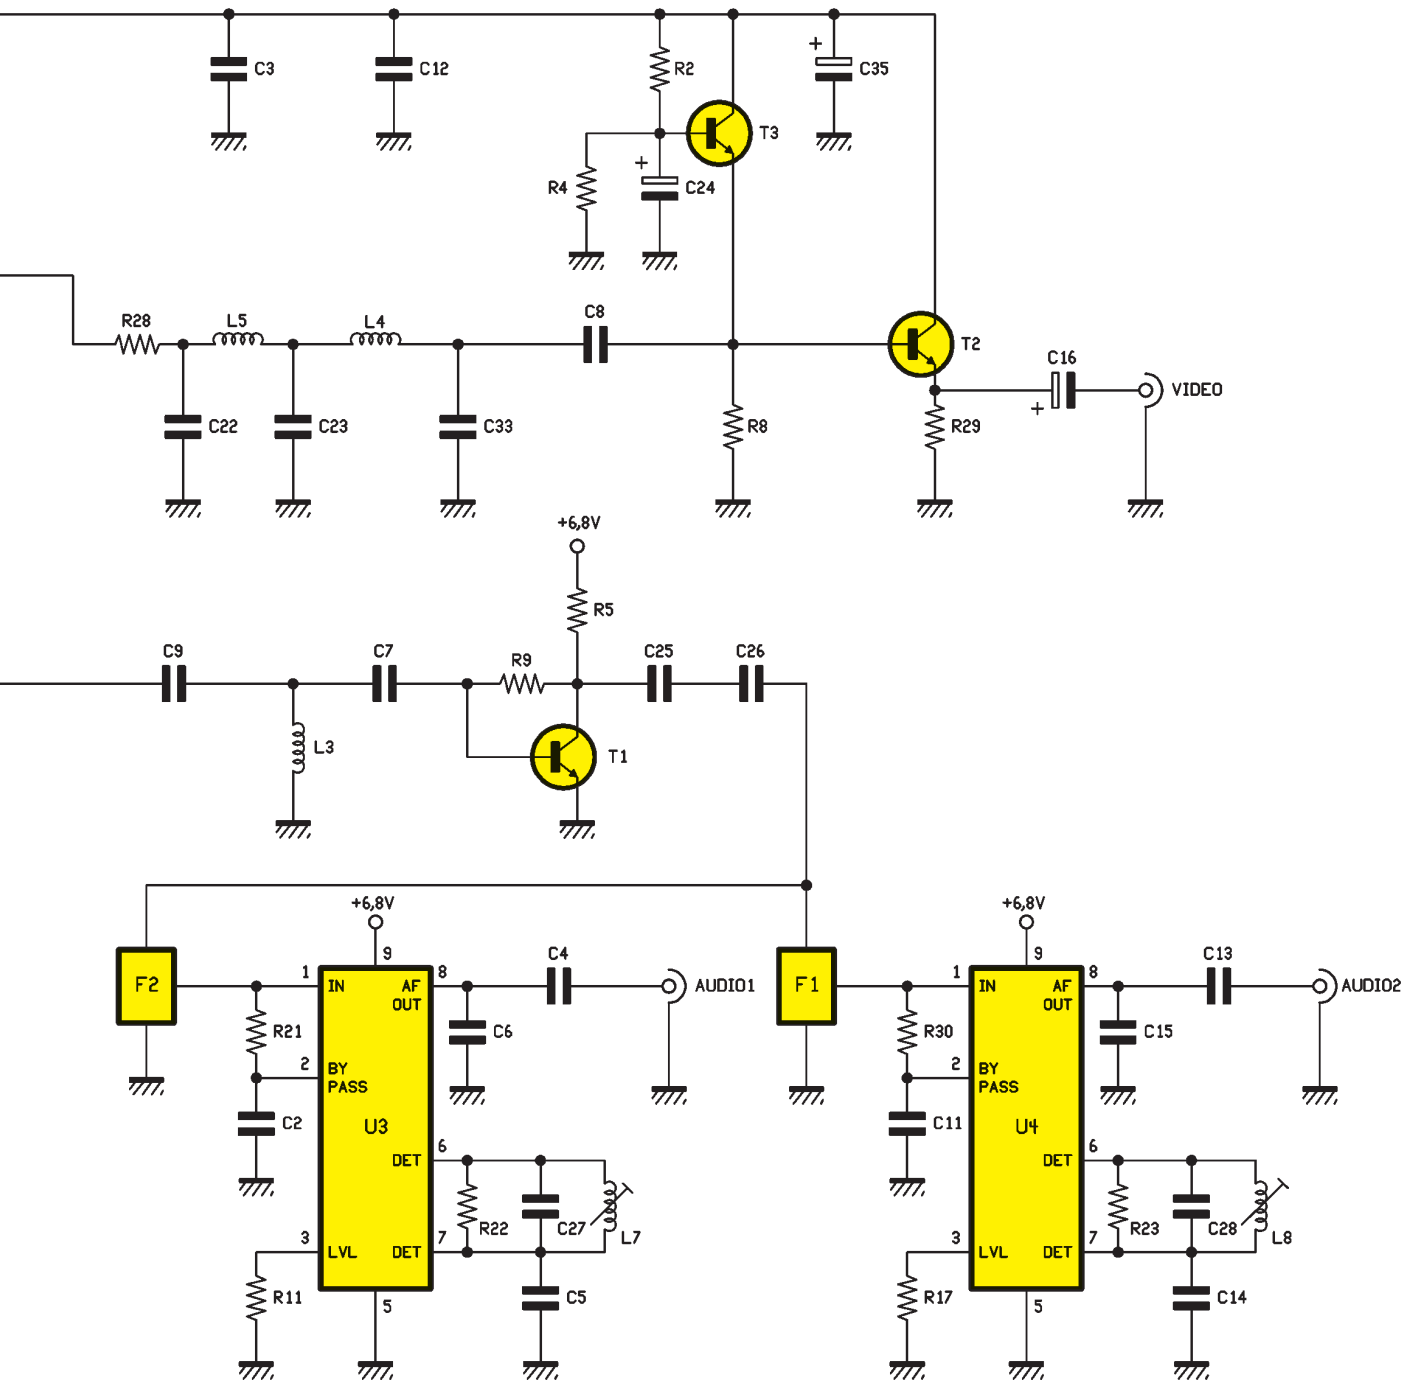 C3
C12
R2
+
C35
T3
+
R4
C24
R28
L5
L4
C8
T2
C16
+
VIDEO
C22
C23
C33
R8
R29
+6,8V
R5
C9
C7
R9
C25
C26
L3
T1
+6,8V
9
F2
1
IN
AF
OUT
8
C4
AUDIO1
R21
C6
2
BY
PASS
C2
U3
DET
6
R22
C27
L7
3
LVL
DET
7
R11
C5
5
+6,8V
9
F1
1
IN
AF
OUT
8
C13
AUDIO2
R30
C15
2
BY
PASS
C11
U4
DET
6
R23
C28
L8
3
LVL
DET
7
R17
C14
5